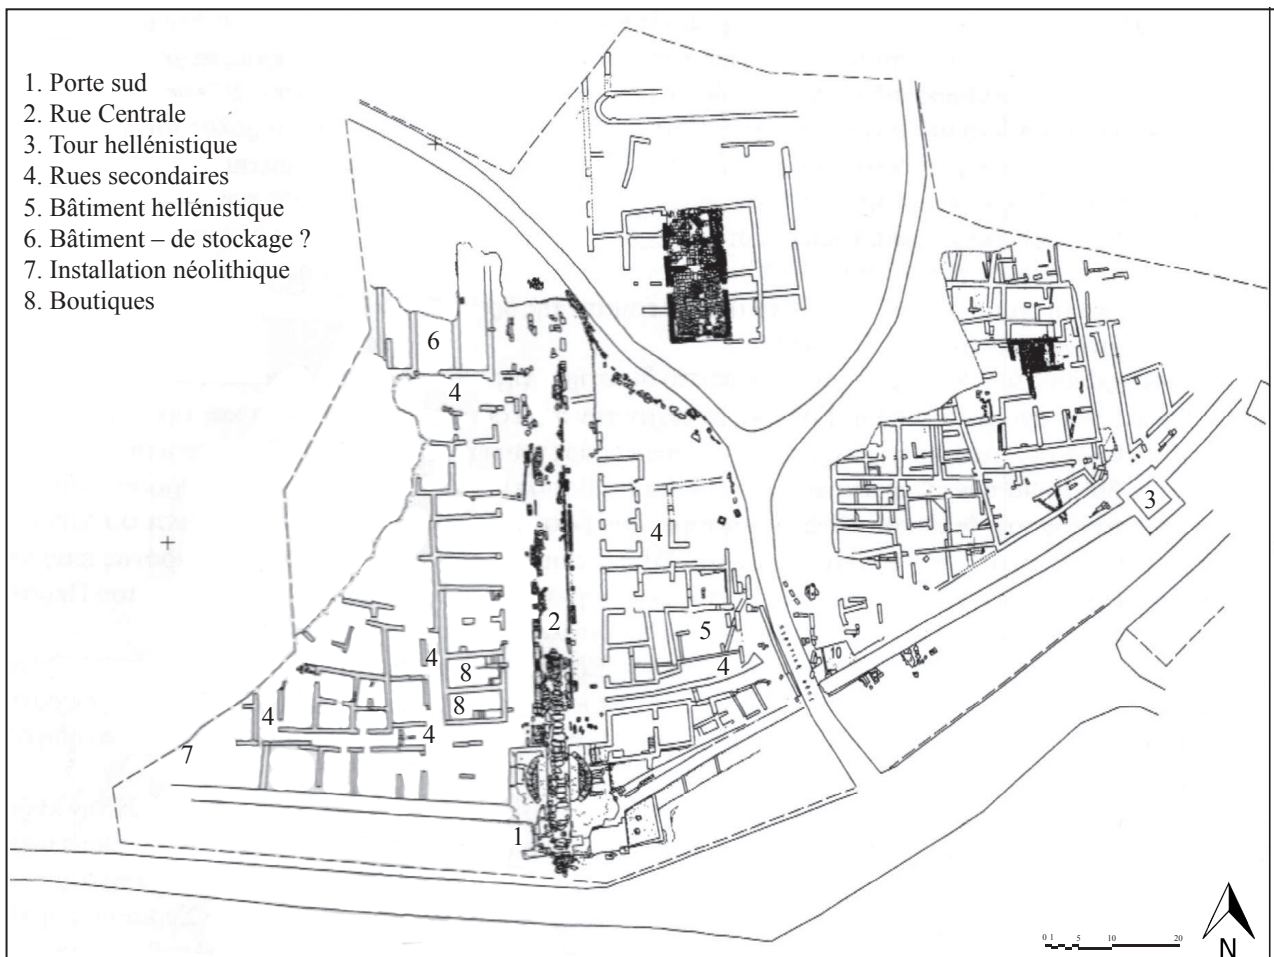 1. Porte sud
2. Rue Centrale
3. Tour hellénistique
4. Rues secondaires
5. Bâtiment hellénistique
6. Bâtiment – de stockage ?
7. Installation néolithique
8. Boutiques
6
4
3
4
2
5
10
4
4
8
8
4
4
7
1
N
0 1 5 10 20